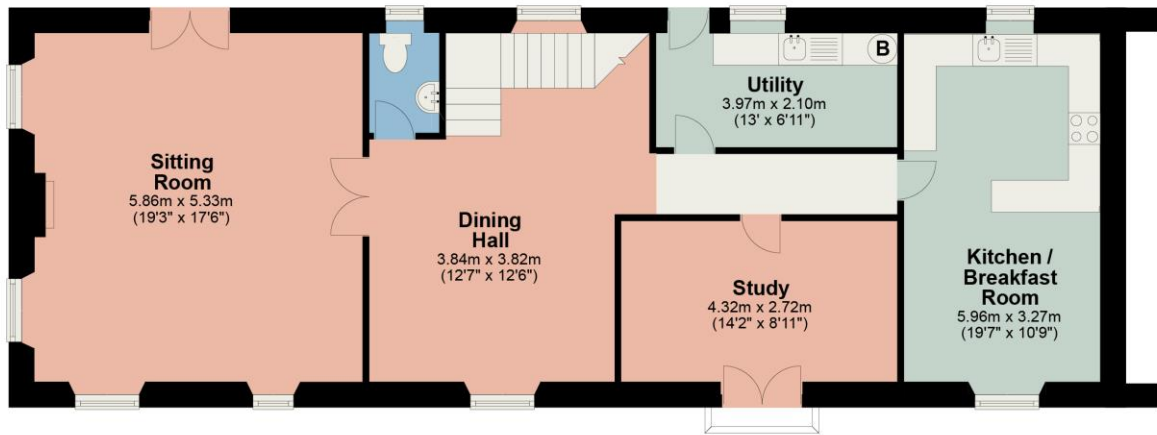 Sitting
Room
5.86m x 5.33m
(19'3" x 17'6")
Dining
Hall
3.84m x 3.82m
(12'7" x 12'6")
Utility
3.97m x 2.10m
(13' x 6'11")
B
Study
4.32m x 2.72m
(14'2" x 8'11")
Kitchen /
Breakfast
Room
5.96m x 3.27m
(19'7" x 10'9")